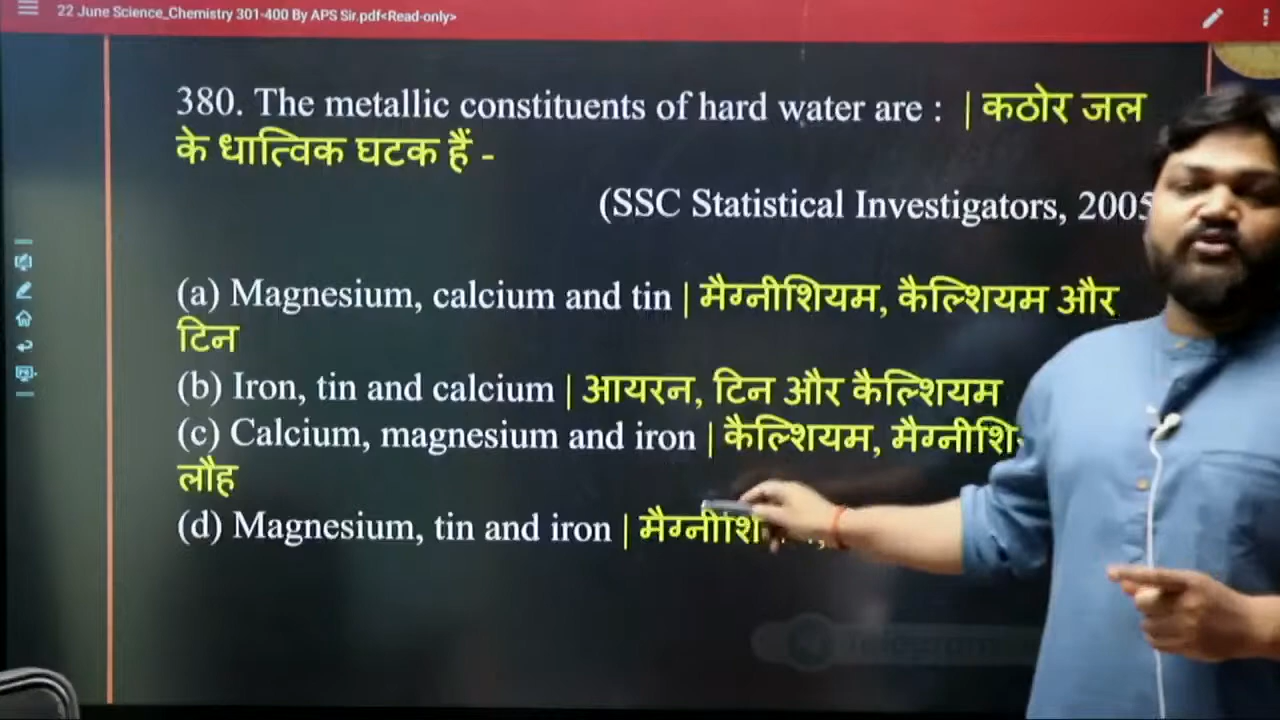 22 June Science_Chemistry 301-400 By APS Sir.pdf<Read-only>
380. The metallic constituents of hard water are : | कठोर जल
के धात्विक घटक हैं -
(SSC Statistical Investigators, 2005
(a) Magnesium, calcium and tin | मैग्नीशियम, कैल्शियम और
टिन
(b) Iron, tin and calcium | आयरन, टिन और कैल्शियम
(c) Calcium, magnesium and iron | कैल्शियम, मैग्नीशि
लौह
(d) Magnesium, tin and iron | मैग्नीशि